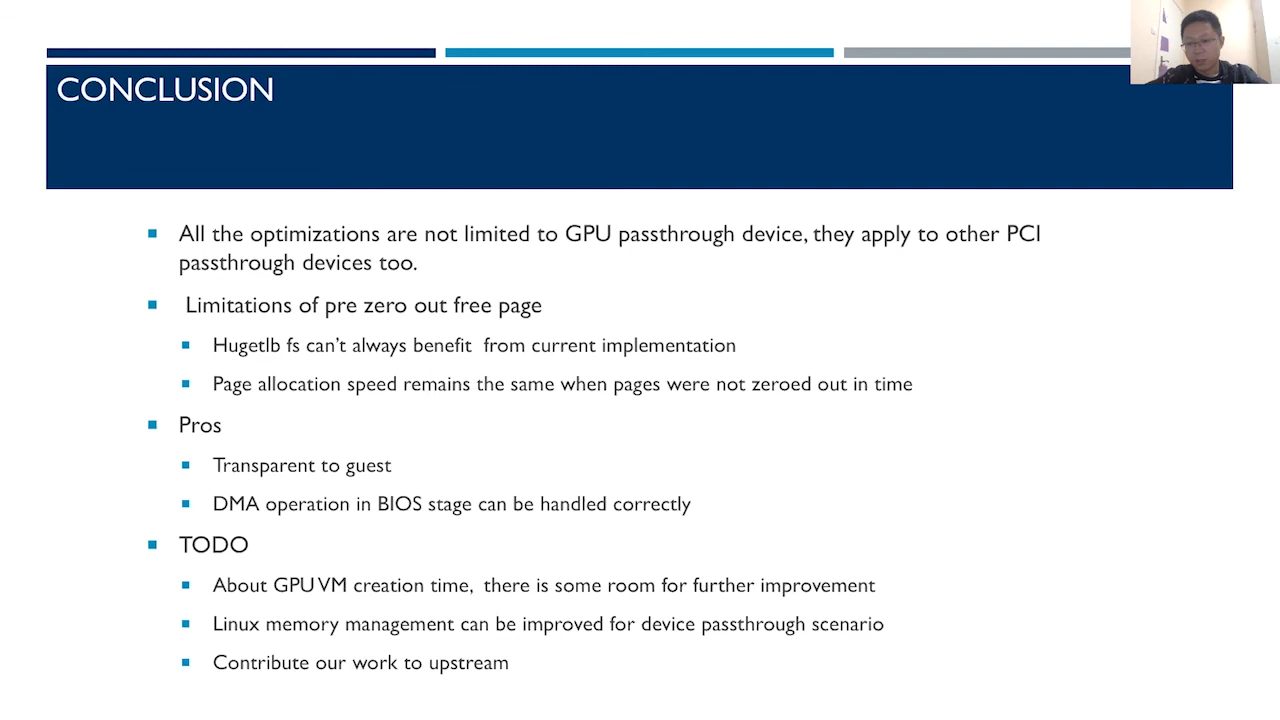 CONCLUSION
All the optimizations are not limited to GPU passthrough device, they apply to other PCI
passthrough devices too.
Limitations of pre zero out free page
Hugetlb fs can’t always benefit from current implementation
Page allocation speed remains the same when pages were not zeroed out in time
Pros
Transparent to guest
DMA operation in BIOS stage can be handled correctly
TODO
About GPU VM creation time, there is some room for further improvement
Linux memory management can be improved for device passthrough scenario
Contribute our work to upstream